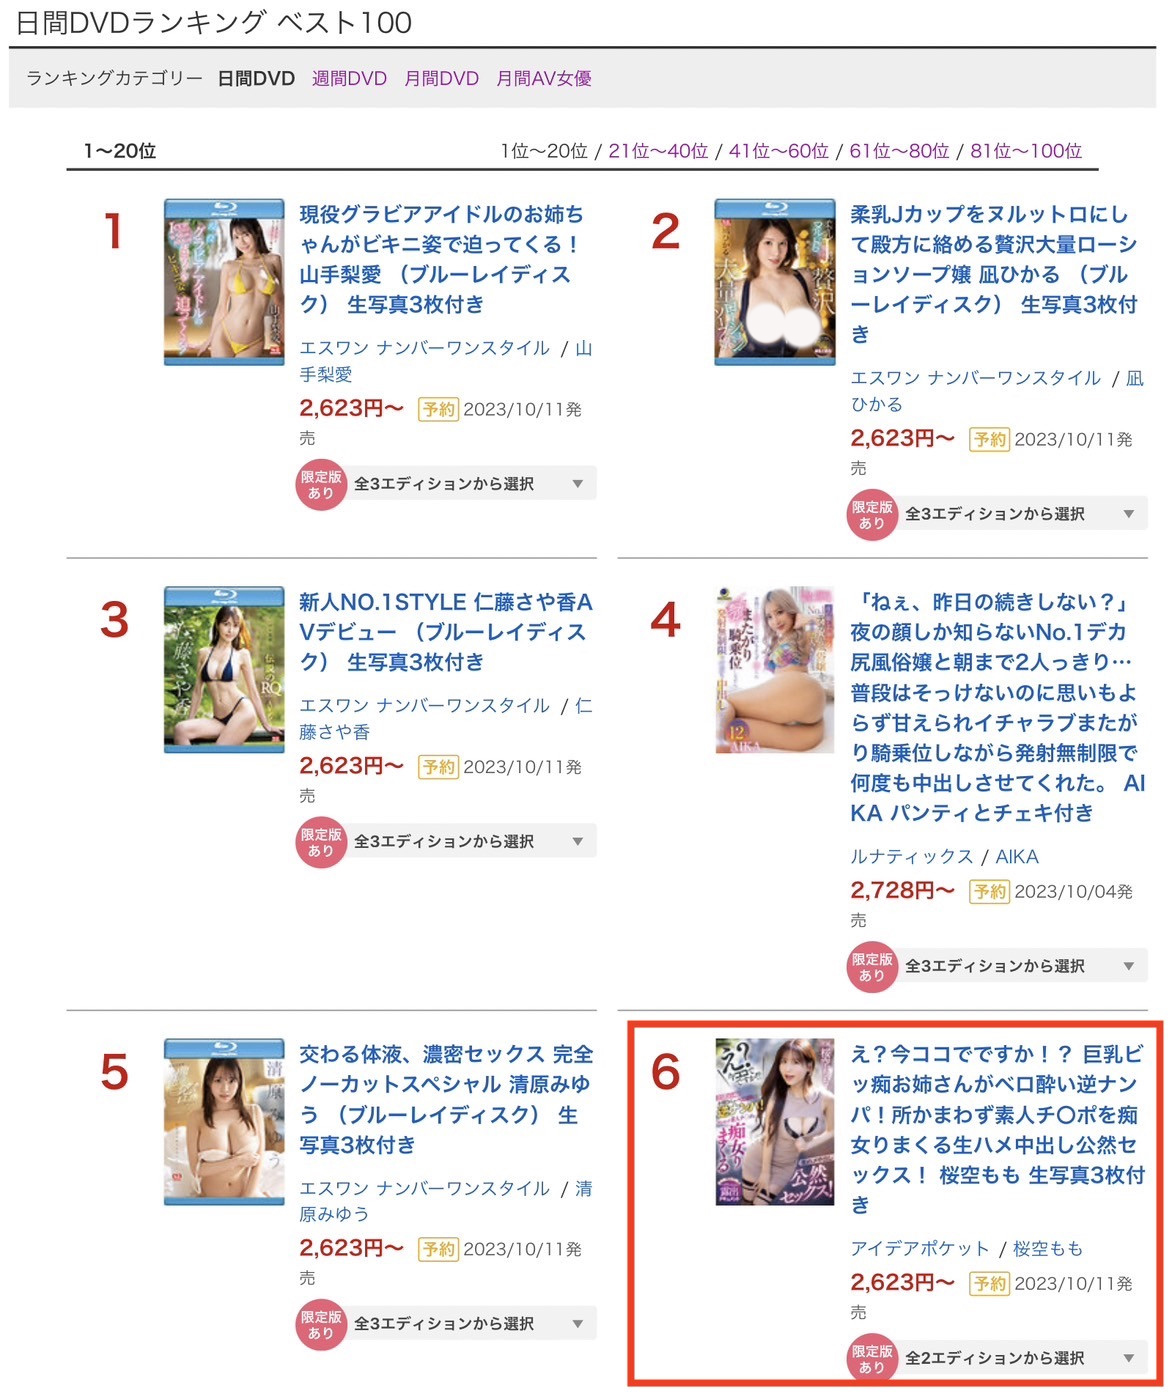 日間DVDランキング ベスト100
ランキングカテゴリー 日間DVD 週間DVD 月間DVD 月間AV女優
1〜20位
1位〜20位 / 21位〜40位 / 41位〜60位 / 61位〜80位 / 81位〜100位
1
現役グラビアアイドルのお姉ち
ゃんがビキニ姿で迫ってくる！
山手梨愛 （ブルーレイディス
ク） 生写真3枚付き
エスワン ナンバーワンスタイル / 山
手梨愛
2,623円〜 予約 2023/10/11発
売
限定版
あり
全3エディションから選択 ▼
2
柔乳Jカップをヌルットロにし
て殿方に絡める贅沢大量ローシ
ョンソープ嬢 凪ひかる （ブル
ーレイディスク） 生写真3枚付
き
エスワン ナンバーワンスタイル / 凪
ひかる
2,623円〜 予約 2023/10/11発
売
限定版
あり
全3エディションから選択 ▼
3
新人NO.1STYLE 仁藤さや香A
Vデビュー （ブルーレイディス
ク） 生写真3枚付き
エスワン ナンバーワンスタイル / 仁
藤さや香
2,623円〜 予約 2023/10/11発
売
限定版
あり
全3エディションから選択 ▼
4
「ねぇ、昨日の続きしない？」
夜の顔しか知らないNo.1デカ
尻風俗嬢と朝まで2人っきり…
普段はそっけないのに思いもよ
らず甘えられイチャラブまたが
り騎乗位しながら発射無制限で
何度も中出しさせてくれた。 AI
KA パンティとチェキ付き
ルナティックス / AIKA
2,728円〜 予約 2023/10/04発
売
限定版
あり
全3エディションから選択 ▼
5
交わる体液、濃密セックス 完全
ノーカットスペシャル 清原みゆ
う （ブルーレイディスク） 生
写真3枚付き
エスワン ナンバーワンスタイル / 清
原みゆう
2,623円〜 予約 2023/10/11発
売
限定版
あり
全3エディションから選択 ▼
6
え？今ココでですか！？ 巨乳ビ
ッ痴お姉さんがベロ酔い逆ナン
パ！所かまわず素人チ〇ポを痴
女りまくる生ハメ中出し公然セ
ックス！ 桜空もも 生写真3枚付
き
アイデアポケット / 桜空もも
2,623円〜 予約 2023/10/11発
売
限定版
あり
全2エディションから選択 ▼